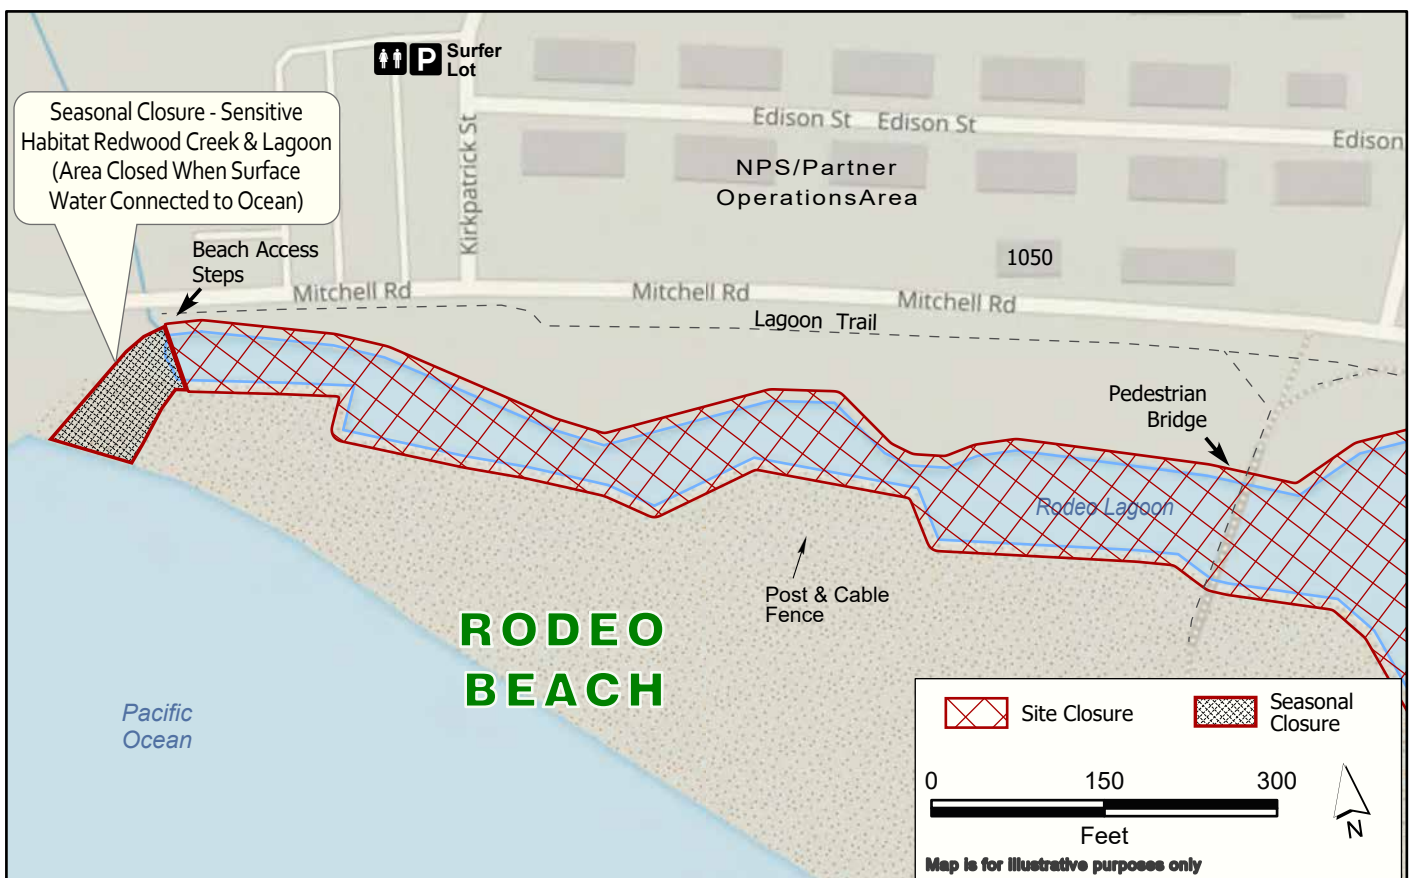 Surfer
Lot
Seasonal Closure - Sensitive
Habitat Redwood Creek & Lagoon
(Area Closed When Surface
Water Connected to Ocean)
Edison St
Edison St
Edison
Kirkpatrick St
NPS/Partner
OperationsArea
Beach Access
Steps
1050
Mitchell Rd
Mitchell Rd
Mitchell Rd
Lagoon Trail
Pedestrian
Bridge
Rodeo Lagoon
Post & Cable
Fence
RODEO
BEACH
Pacific
Ocean
Site Closure
Seasonal
Closure
0 150 300
Feet
N
Map is for illustrative purposes only
P